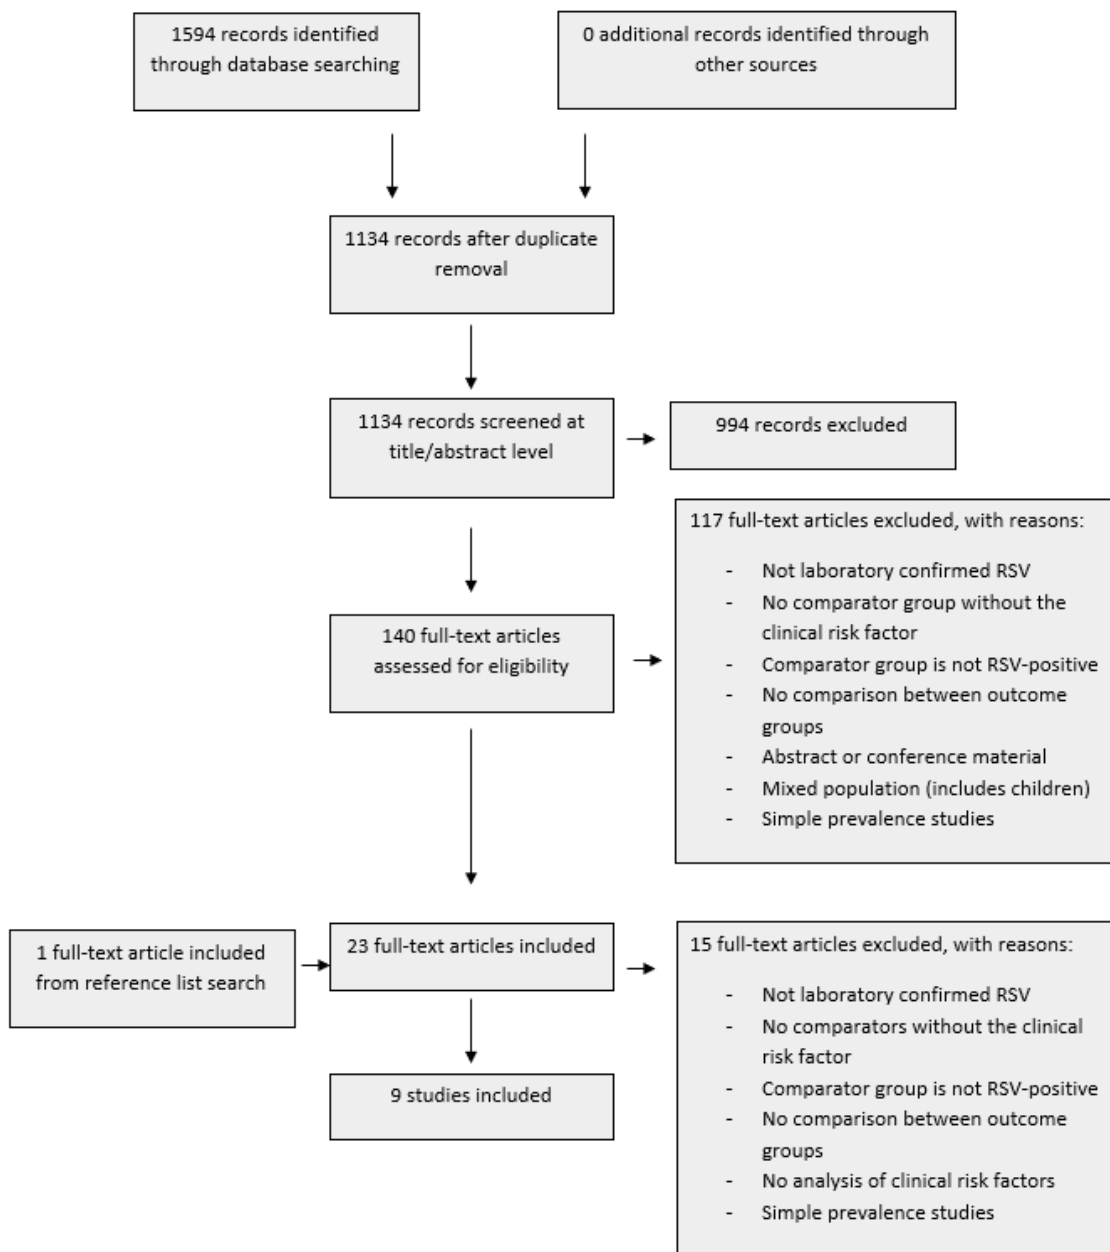 1594 records identified
through database searching
0 additional records identified through
other sources
1134 records after duplicate
removal
1134 records screened at
title/abstract level
994 records excluded
117 full-text articles excluded, with reasons:
- Not laboratory confirmed RSV
- No comparator group without the
clinical risk factor
- Comparator group is not RSV-positive
- No comparison between outcome
groups
- Abstract or conference material
- Mixed population (includes children)
- Simple prevalence studies
140 full-text articles
assessed for eligibility
1 full-text article included
from reference list search
23 full-text articles included
15 full-text articles excluded, with reasons:
- Not laboratory confirmed RSV
- No comparators without the clinical
risk factor
- Comparator group is not RSV-positive
- No comparison between outcome
groups
- No analysis of clinical risk factors
- Simple prevalence studies
9 studies included